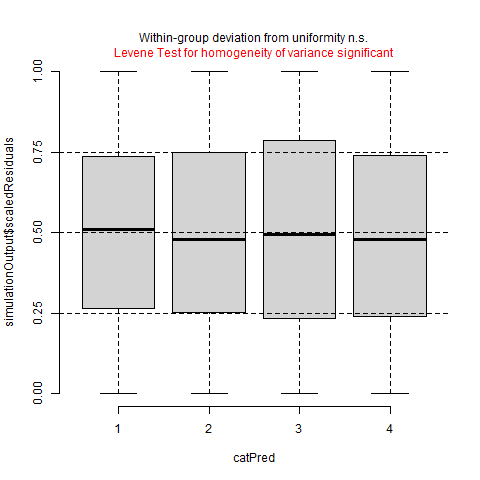 Within-group deviation from uniformity n.s.
Levene Test for homogeneity of variance significant
simulationOutput$scaledResiduals
1.00
0.75
0.50
0.25
0.00
1 2 3 4
catPred